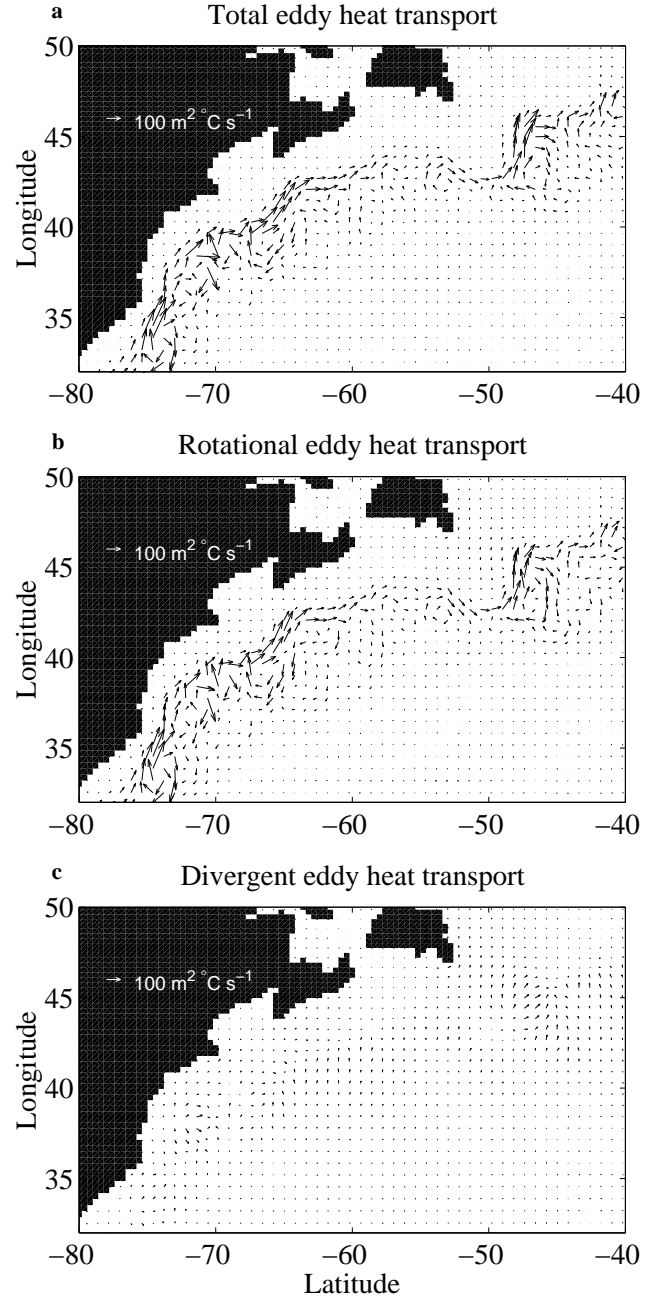 a Total eddy heat transport
50
45
40
35
Longitude
100 m² °C s⁻¹
−80 −70 −60 −50 −40
b Rotational eddy heat transport
50
45
40
35
Longitude
100 m² °C s⁻¹
−80 −70 −60 −50 −40
c Divergent eddy heat transport
50
45
40
35
Longitude
100 m² °C s⁻¹
−80 −70 −60 −50 −40
Latitude